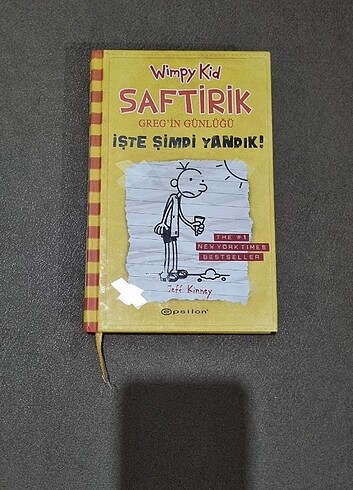 Wimpy Kid
SAFTİRİK
GREG'İN GÜNLÜĞÜ
İŞTE ŞİMDİ YANDIK!
THE #1
NEW YORK TIMES
BESTSELLER
Jeff Kinney
epsilon